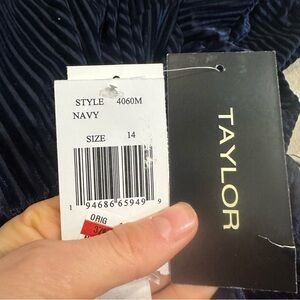 STYLE 4060M
NAVY
SIZE 14
1 94686 65949 9
ORIG
TAYLOR